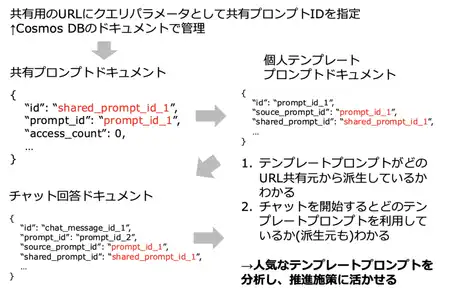 共有用のURLにクエリパラメータとして共有プロンプトIDを指定
↑Cosmos DBのドキュメントで管理
共有プロンプトドキュメント
{
"id": "shared_prompt_id_1",
"prompt_id": "prompt_id_1",
"access_count": 0,
…
}
個人テンプレート
プロンプトドキュメント
{
"id": "prompt_id_1",
"souce_prompt_id": "prompt_id_1",
"shared_prompt_id": "shared_prompt_id_1",
…
}
チャット回答ドキュメント
{
"id": "chat_message_id_1",
"prompt_id": "prompt_id_2",
"source_prompt_id": "prompt_id_1",
"shared_prompt_id": "shared_prompt_id_1",
…
}
1. テンプレートプロンプトがどの
URL共有元から派生しているか
わかる
2. チャットを開始するとどのテ
ンプレートプロンプトを利用して
いるか(派生元も)わかる
→人気なテンプレートプロンプトを
分析し、推進施策に活かせる